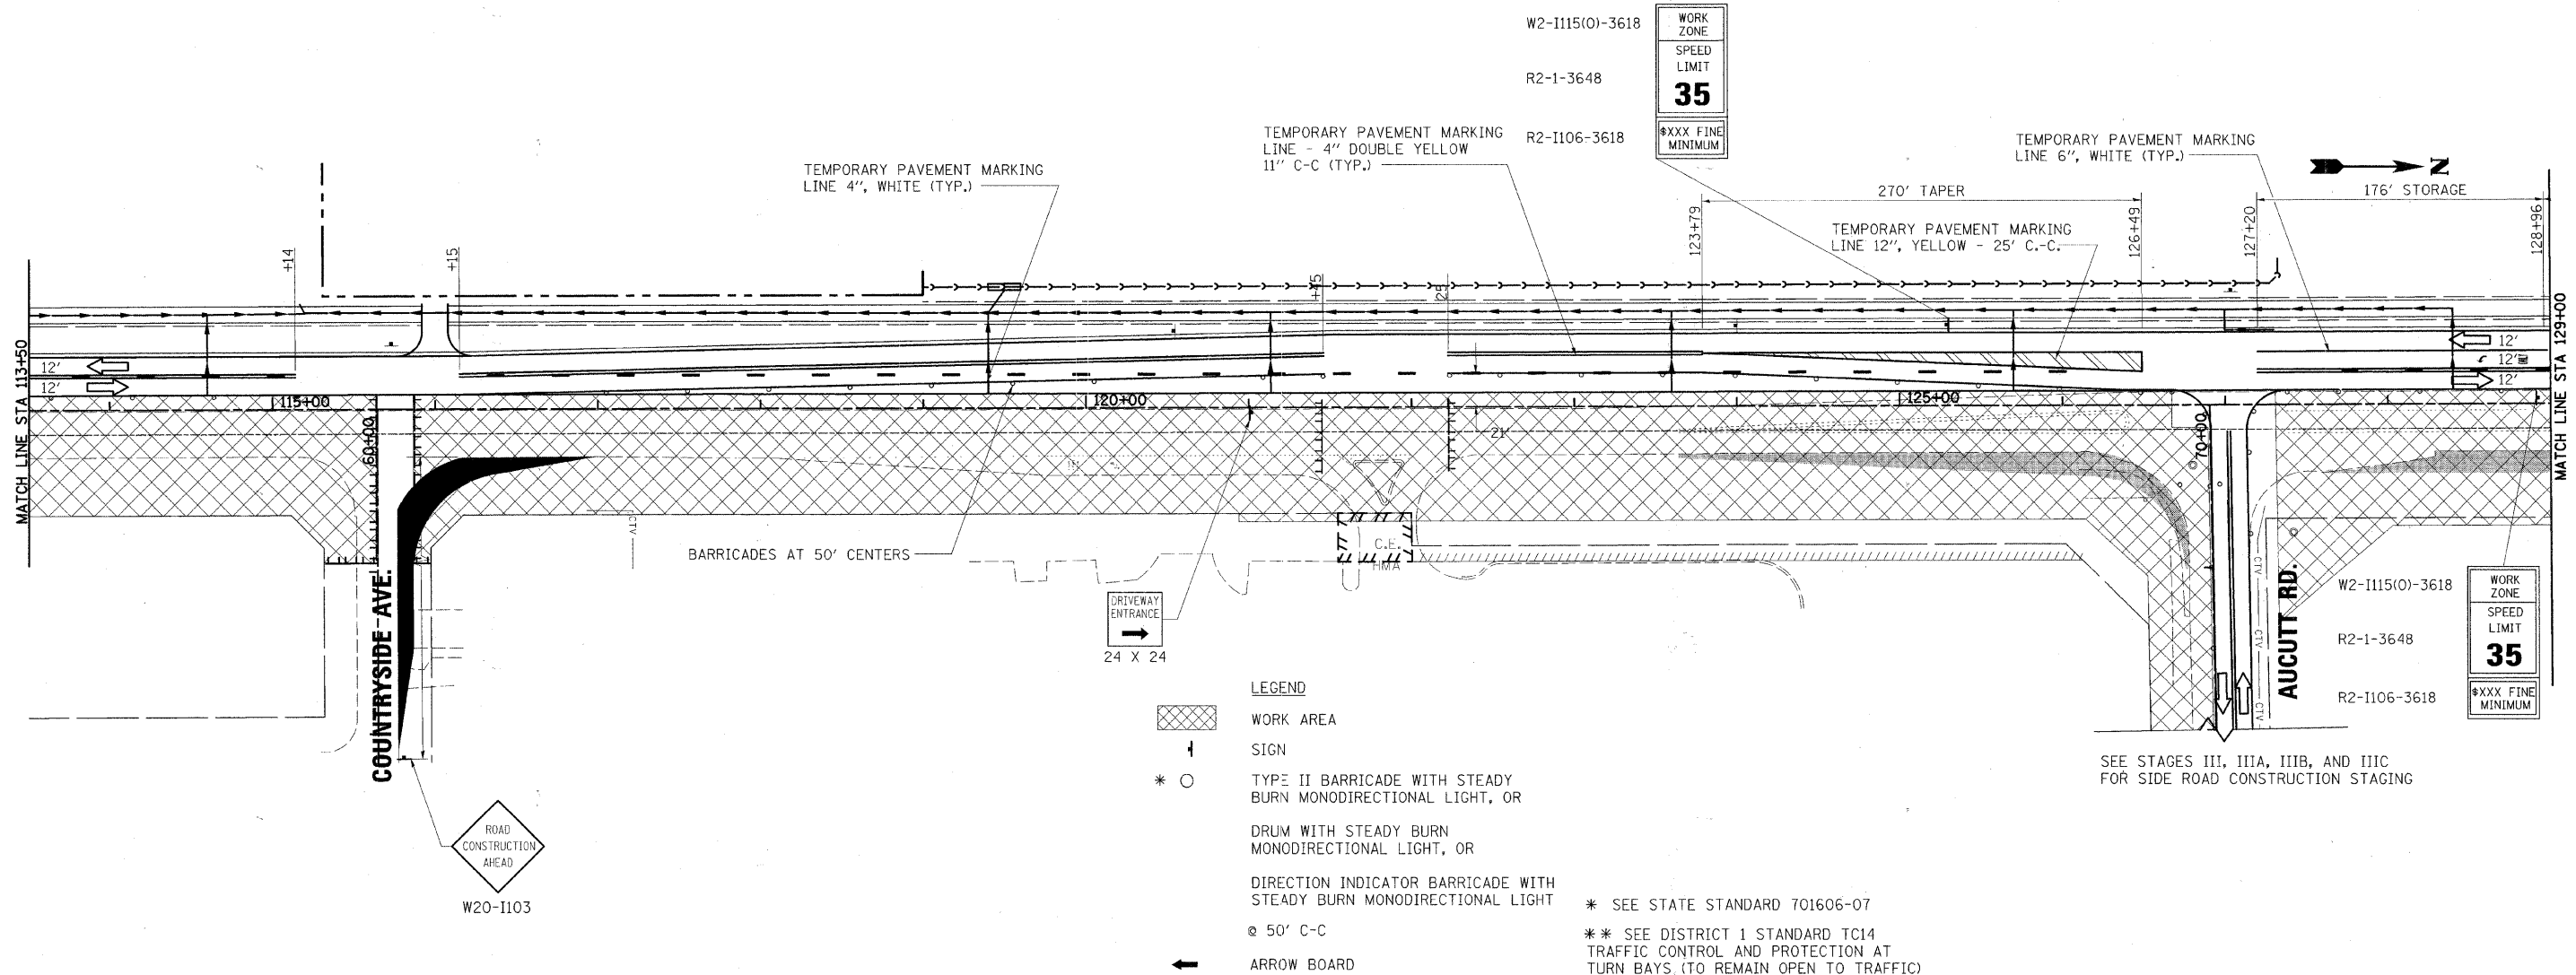 W2-I115(O)-3618
WORK
ZONE
SPEED
LIMIT
35
R2-1-3648
R2-I106-3618
$XXX FINE
MINIMUM
TEMPORARY PAVEMENT MARKING
LINE 4", WHITE (TYP.)
TEMPORARY PAVEMENT MARKING
LINE - 4" DOUBLE YELLOW
11" C-C (TYP.)
TEMPORARY PAVEMENT MARKING
LINE 6", WHITE (TYP.)
N
270' TAPER
176' STORAGE
TEMPORARY PAVEMENT MARKING
LINE 12", YELLOW - 25' C.-C.
+14
+15
+45
25
123+79
126+49
127+20
128+96
MATCH LINE STA 113+50
MATCH LINE STA 129+00
12'
12'
12'
12'
12'
115+00
120+00
125+00
60+00
70+00
21'
CTV
BARRICADES AT 50' CENTERS
C.E.
HMA
DRIVEWAY
ENTRANCE
24 X 24
COUNTRYSIDE AVE.
AUCUTT RD.
CTV
CTV
CTV
W2-I115(O)-3618
WORK
ZONE
SPEED
LIMIT
35
R2-1-3648
R2-I106-3618
$XXX FINE
MINIMUM
SEE STAGES III, IIIA, IIIB, AND IIIC
FOR SIDE ROAD CONSTRUCTION STAGING
ROAD
CONSTRUCTION
AHEAD
W20-I103
LEGEND
WORK AREA
SIGN
* TYPE II BARRICADE WITH STEADY
BURN MONODIRECTIONAL LIGHT, OR
DRUM WITH STEADY BURN
MONODIRECTIONAL LIGHT, OR
DIRECTION INDICATOR BARRICADE WITH
STEADY BURN MONODIRECTIONAL LIGHT
@ 50' C-C
ARROW BOARD
* SEE STATE STANDARD 701606-07
** SEE DISTRICT 1 STANDARD TC14
TRAFFIC CONTROL AND PROTECTION AT
TURN BAYS (TO REMAIN OPEN TO TRAFFIC)